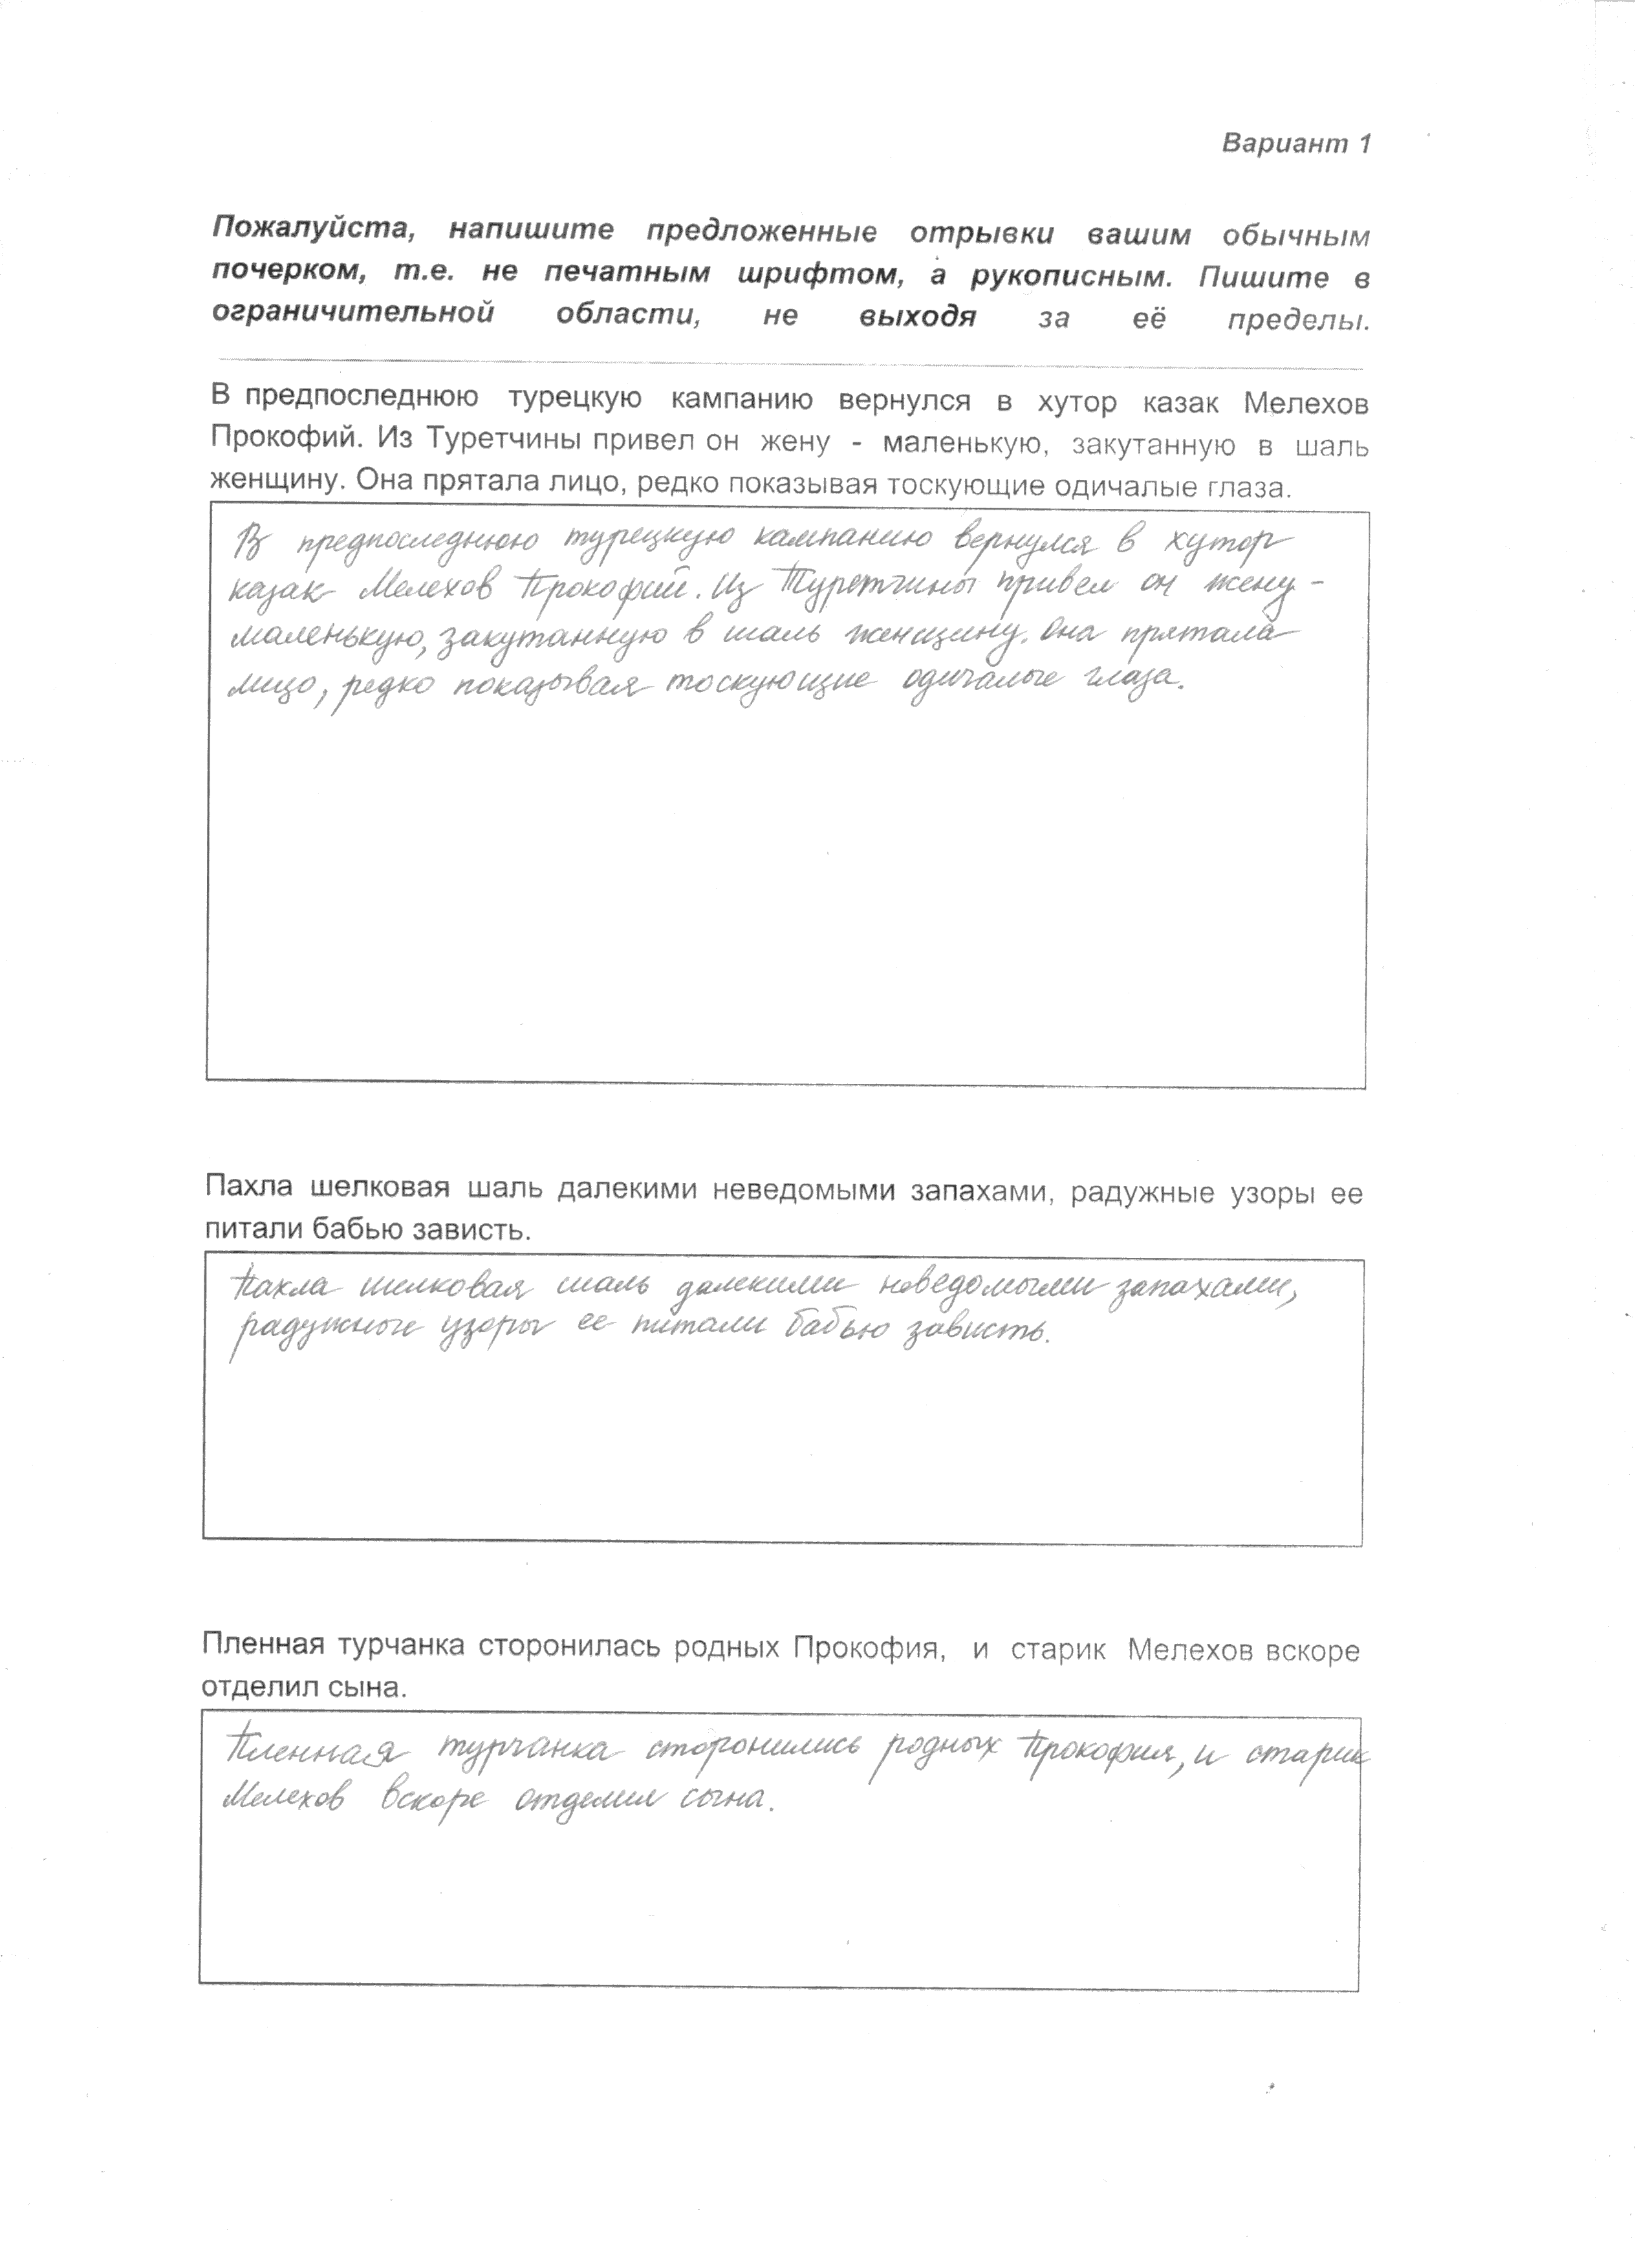 Вариант 1
Пожалуйста, напишите предложенные отрывки вашим обычным
почерком, т.е. не печатным шрифтом, а рукописным. Пишите в
ограничительной области, не выходя за её пределы.
В предпоследнюю турецкую кампанию вернулся в хутор казак Мелехов
Прокофий. Из Туретчины привел он жену - маленькую, закутанную в шаль
женщину. Она прятала лицо, редко показывая тоскующие одичалые глаза.
В предпоследнюю турецкую кампанию вернулся в хутор
казак Мелехов Прокофий. Из Туретчины привел он жену -
маленькую, закутанную в шаль женщину. Она прятала
лицо, редко показывая тоскующие одичалые глаза.
Пахла шелковая шаль далекими неведомыми запахами, радужные узоры ее
питали бабью зависть.
Пахла шелковая шаль далекими неведомыми запахами,
радужные узоры ее питали бабью зависть.
Пленная турчанка сторонилась родных Прокофия, и старик Мелехов вскоре
отделил сына.
Пленная турчанка сторонилась родных Прокофия, и старик
Мелехов вскоре отделил сына.